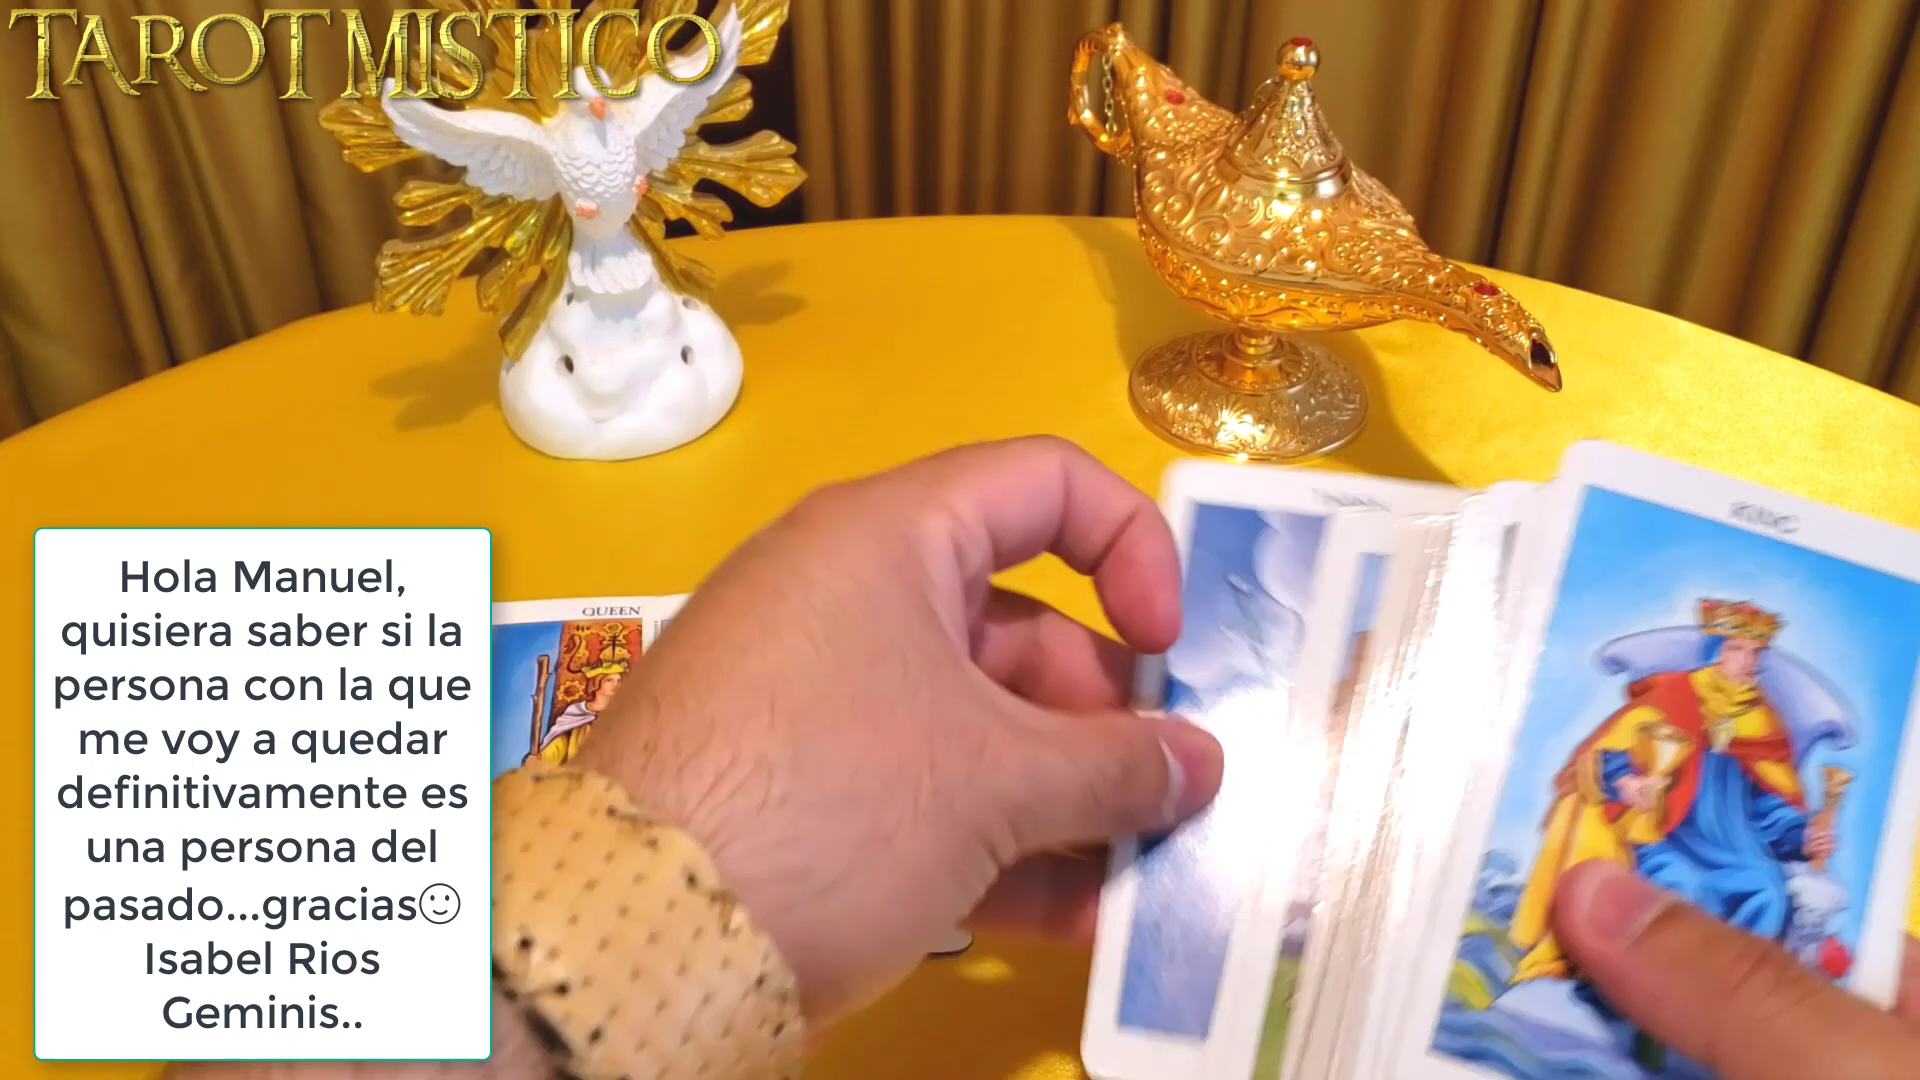 TAROT MISTICO
Hola Manuel,
quisiera saber si la
persona con la que
me voy a quedar
definitivamente es
una persona del
pasado...gracias☺
Isabel Rios
Geminis..
QUEEN
KING